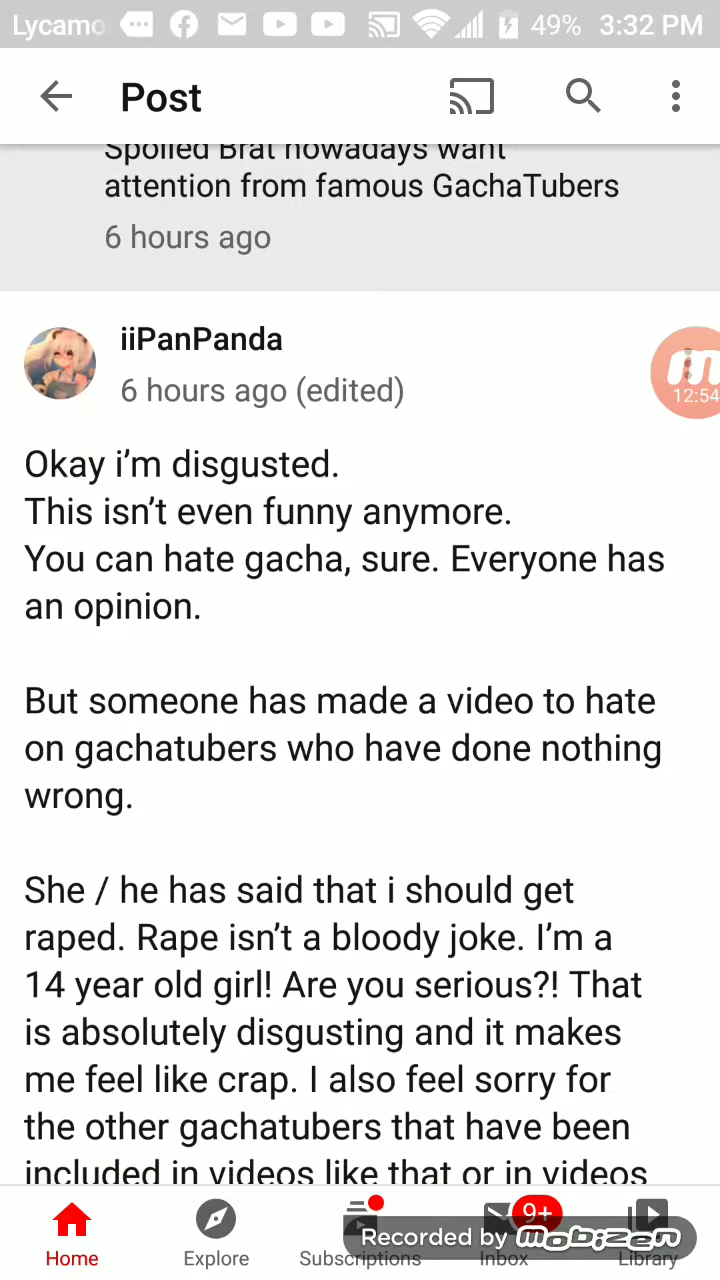 Lycamo 49% 3:32 PM
Post
Spoiled Brat nowadays want
attention from famous GachaTubers
6 hours ago
iiPanPanda
6 hours ago (edited)
12:54
Okay i’m disgusted.
This isn’t even funny anymore.
You can hate gacha, sure. Everyone has
an opinion.
But someone has made a video to hate
on gachatubers who have done nothing
wrong.
She / he has said that i should get
raped. Rape isn’t a bloody joke. I’m a
14 year old girl! Are you serious?! That
is absolutely disgusting and it makes
me feel like crap. I also feel sorry for
the other gachatubers that have been
included in videos like that or in videos
9+
Recorded by mobizen
Home Explore Subscriptions Inbox Library